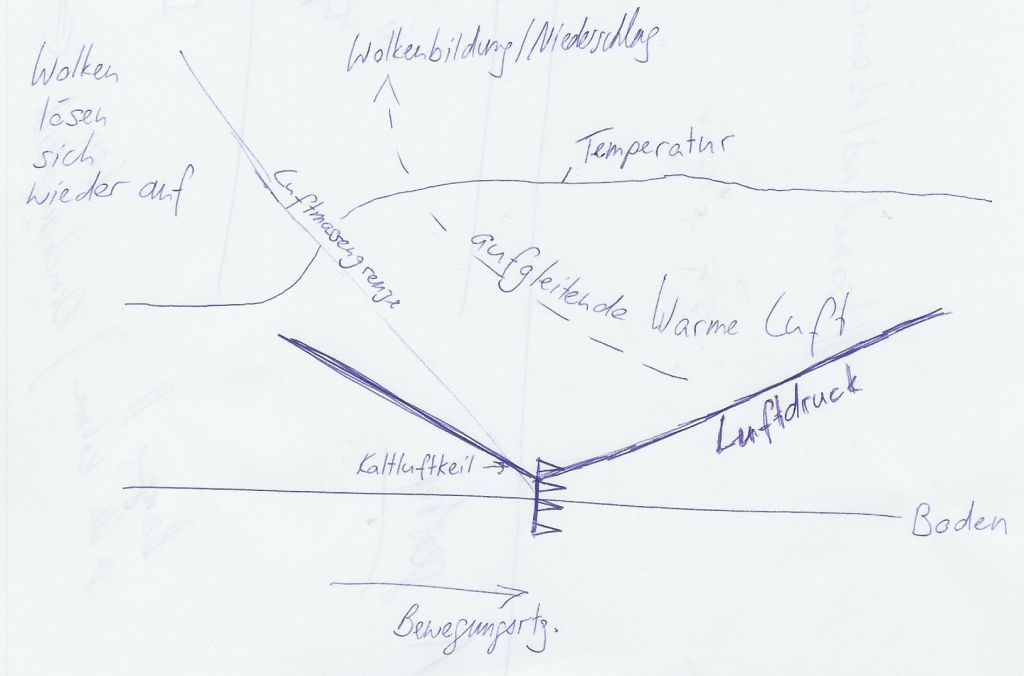 Wolkenbildung/Niederschlag
Wolken
lösen
sich
wieder auf
Temperatur
Luftmassengrenze
aufgleitende Warme Luft
Luftdruck
Kaltluftkeil
Boden
Bewegungsrtg.